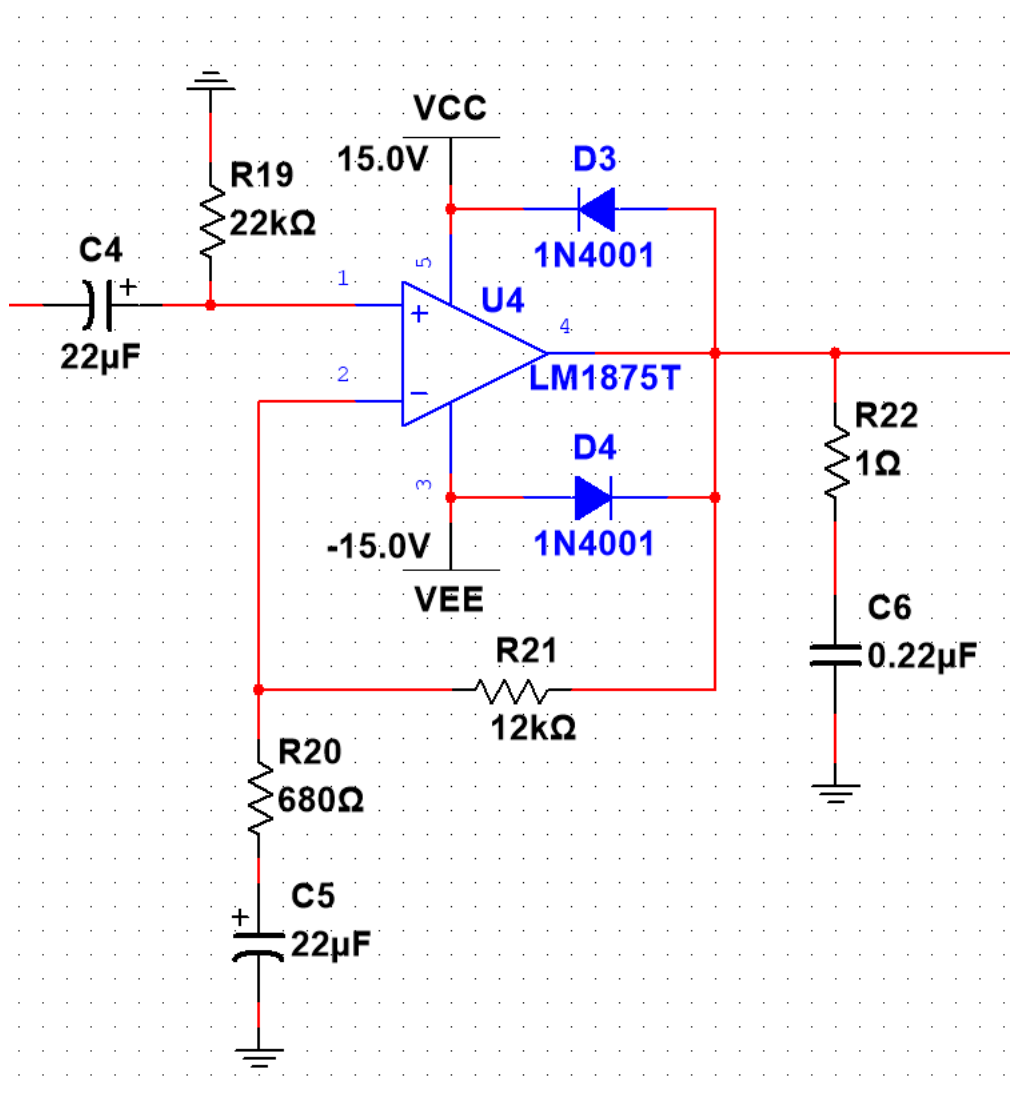 VCC
15.0V
D3
R19
22kΩ
1N4001
C4
+
22µF
1
5
U4
+
4
LM1875T
2
−
R22
1Ω
D4
3
1N4001
-15.0V
VEE
C6
0.22µF
R21
12kΩ
R20
680Ω
C5
+
22µF